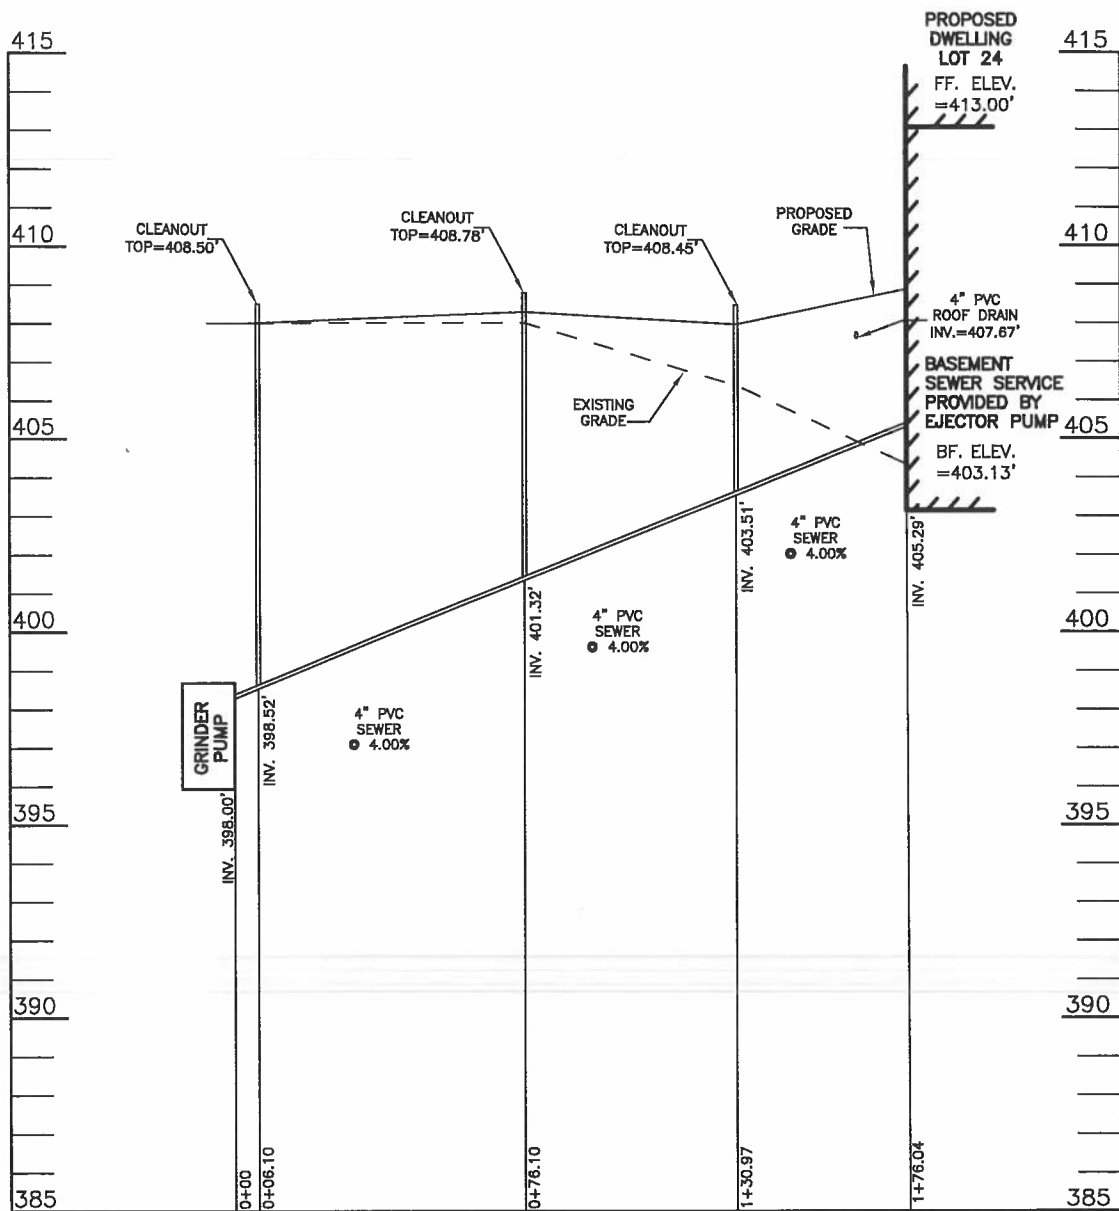 PROPOSED
DWELLING
LOT 24
FF. ELEV.
=413.00'
415
415
CLEANOUT
TOP=408.50'
CLEANOUT
TOP=408.78'
CLEANOUT
TOP=408.45'
PROPOSED
GRADE
410
410
4" PVC
ROOF DRAIN
INV.=407.67'
BASEMENT
SEWER SERVICE
PROVIDED BY
EJECTOR PUMP
EXISTING
GRADE
405
405
BF. ELEV.
=403.13'
4" PVC
SEWER
@ 4.00%
INV. 403.51'
INV. 405.29'
400
400
4" PVC
SEWER
@ 4.00%
INV. 401.32'
GRINDER
PUMP
INV. 398.52'
4" PVC
SEWER
@ 4.00%
INV. 398.00'
395
395
390
390
0+00
0+06.10
0+76.10
1+30.97
1+76.04
385
385